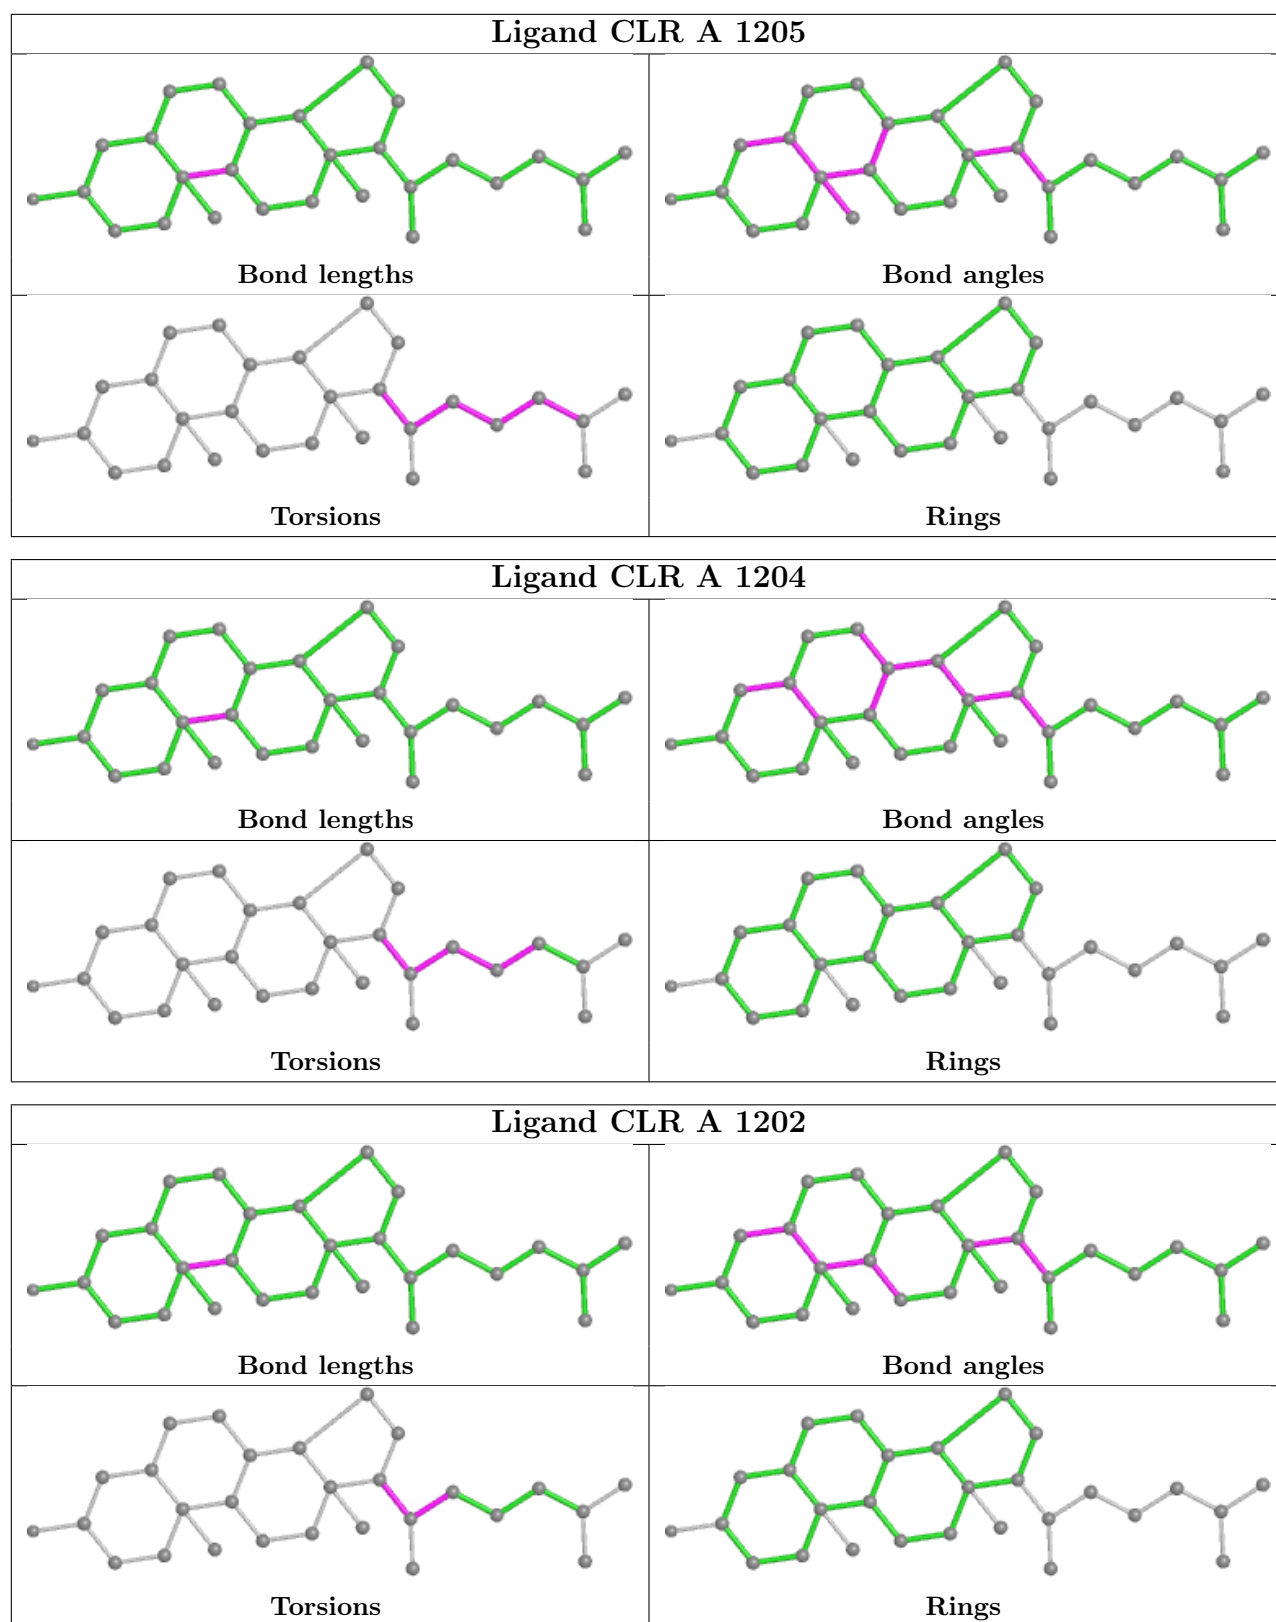 Ligand CLR A 1205
Bond lengths
Bond angles
Torsions
Rings
Ligand CLR A 1204
Bond lengths
Bond angles
Torsions
Rings
Ligand CLR A 1202
Bond lengths
Bond angles
Torsions
Rings